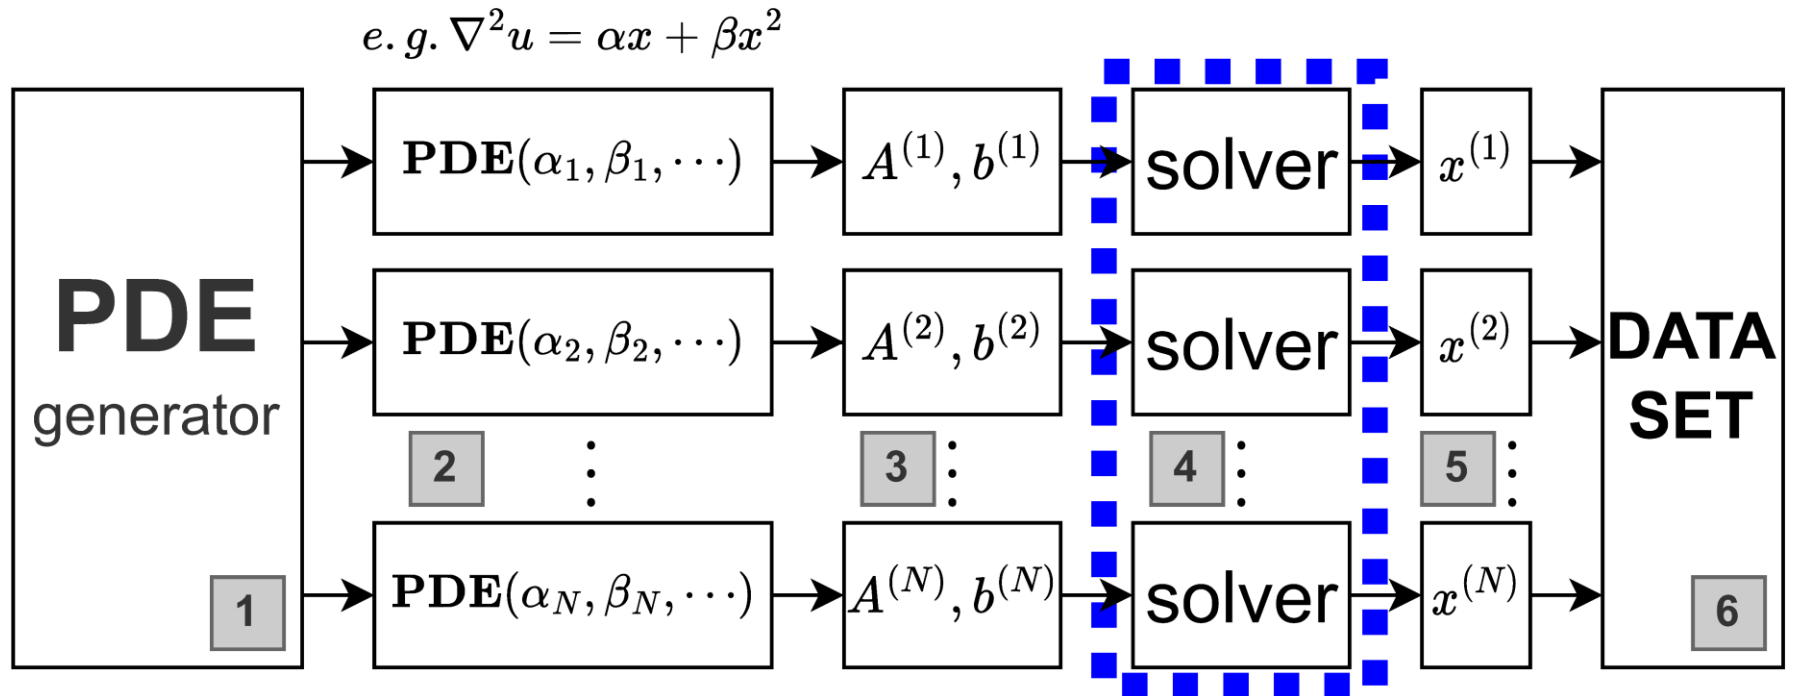 e.g. ∇²u = αx + βx²
PDE
generator
1
PDE(α₁, β₁, ⋯)
PDE(α₂, β₂, ⋯)
2
⋮
PDE(α_N, β_N, ⋯)
A⁽¹⁾, b⁽¹⁾
A⁽²⁾, b⁽²⁾
3
⋮
A⁽ᴺ⁾, b⁽ᴺ⁾
solver
solver
4
⋮
solver
x⁽¹⁾
x⁽²⁾
5
⋮
x⁽ᴺ⁾
DATA
SET
6